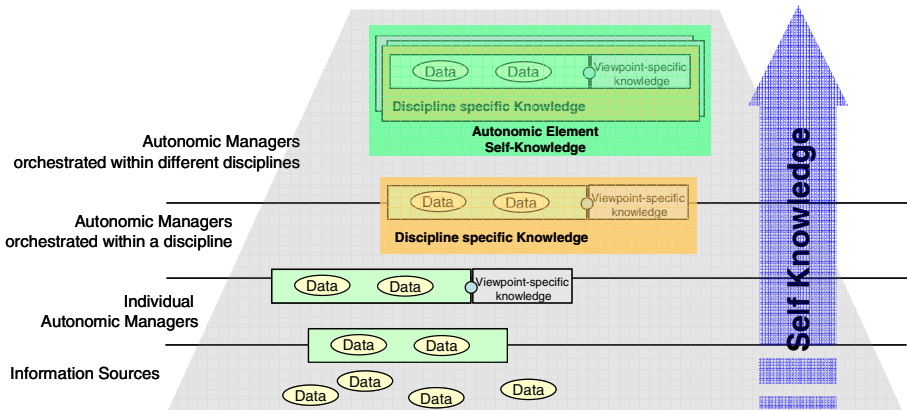 Data
Data
Viewpoint-specific
knowledge
Discipline specific Knowledge
Autonomic Element
Self-Knowledge
Autonomic Managers
orchestrated within different disciplines
Data
Data
Viewpoint-specific
knowledge
Autonomic Managers
orchestrated within a discipline
Discipline specific Knowledge
Data
Data
Viewpoint-specific
knowledge
Individual
Autonomic Managers
Data
Data
Information Sources
Data
Data
Data
Data
Self Knowledge